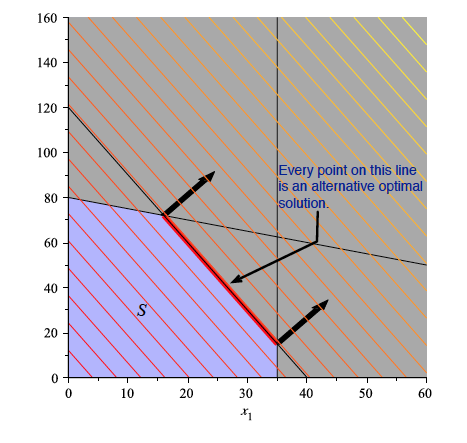 160
140
120
100
80
60
40
20
0
Every point on this line
is an alternative optimal
solution.
S
0 10 20 30 40 50 60
x₁